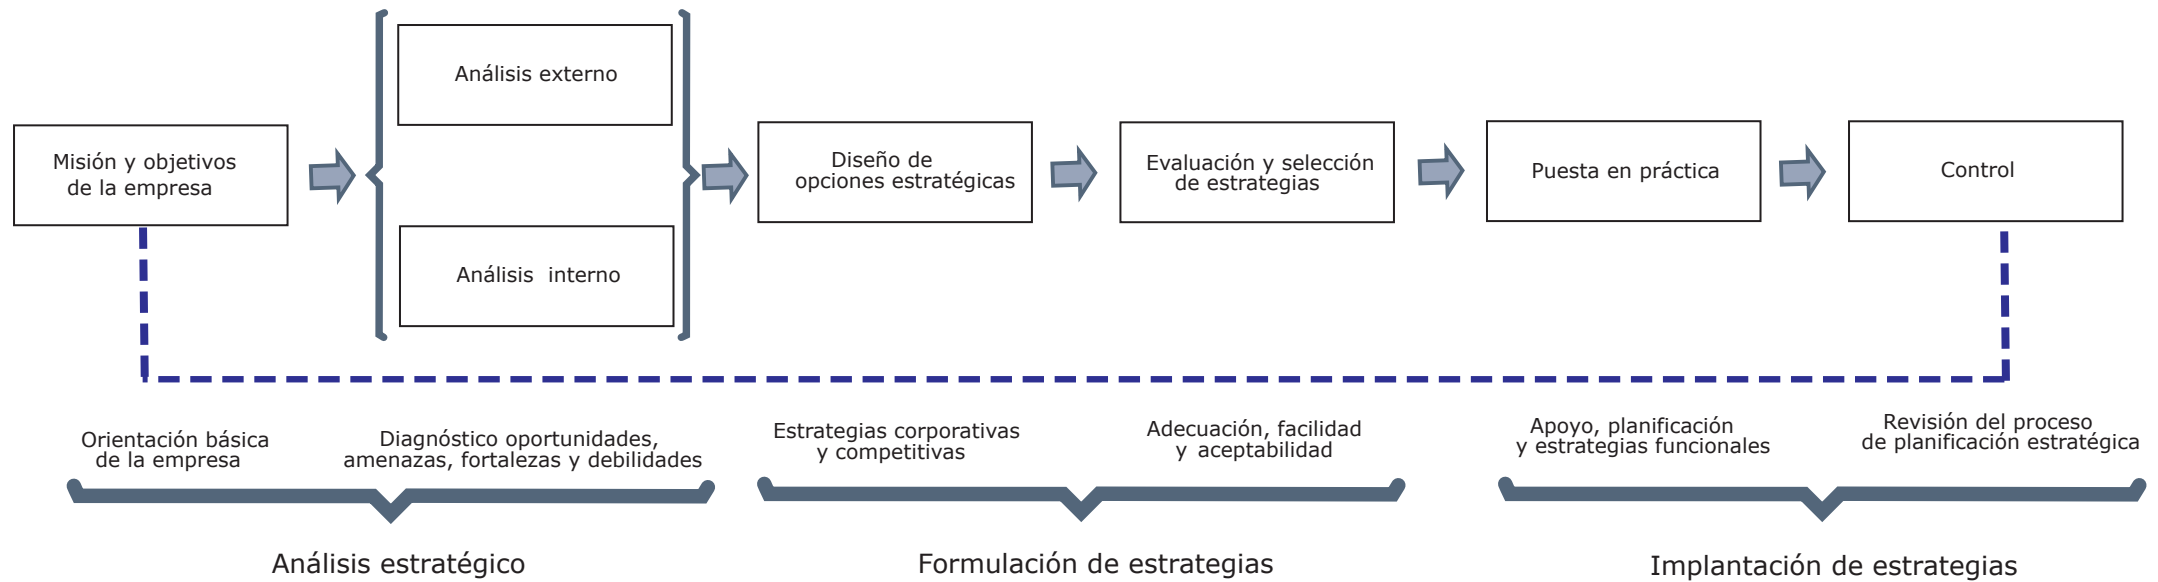 Análisis externo
Misión y objetivos
de la empresa
Análisis interno
Diseño de
opciones estratégicas
Evaluación y selección
de estrategias
Puesta en práctica
Control
Orientación básica
de la empresa
Diagnóstico oportunidades,
amenazas, fortalezas y debilidades
Estrategias corporativas
y competitivas
Adecuación, facilidad
y aceptabilidad
Apoyo, planificación
y estrategias funcionales
Revisión del proceso
de planificación estratégica
Análisis estratégico
Formulación de estrategias
Implantación de estrategias